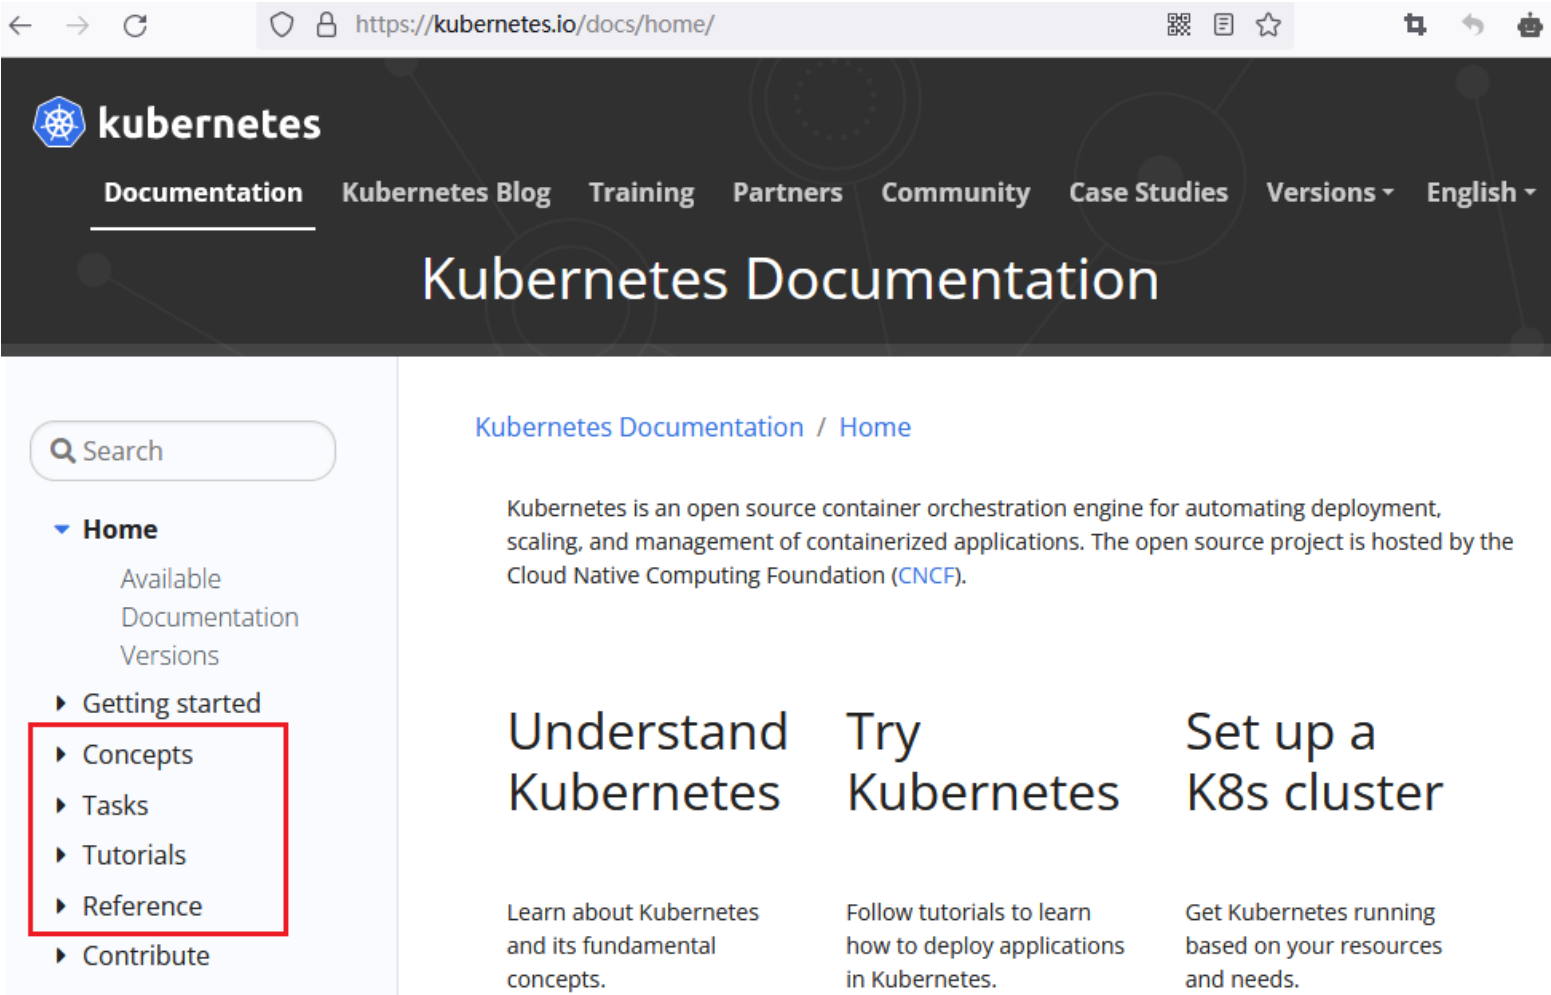 https://kubernetes.io/docs/home/
kubernetes
Documentation Kubernetes Blog Training Partners Community Case Studies Versions English
Kubernetes Documentation
Search
Home
Available
Documentation
Versions
Getting started
Concepts
Tasks
Tutorials
Reference
Contribute
Kubernetes Documentation / Home
Kubernetes is an open source container orchestration engine for automating deployment,
scaling, and management of containerized applications. The open source project is hosted by the
Cloud Native Computing Foundation (CNCF).
Understand
Kubernetes
Learn about Kubernetes
and its fundamental
concepts.
Try
Kubernetes
Follow tutorials to learn
how to deploy applications
in Kubernetes.
Set up a
K8s cluster
Get Kubernetes running
based on your resources
and needs.